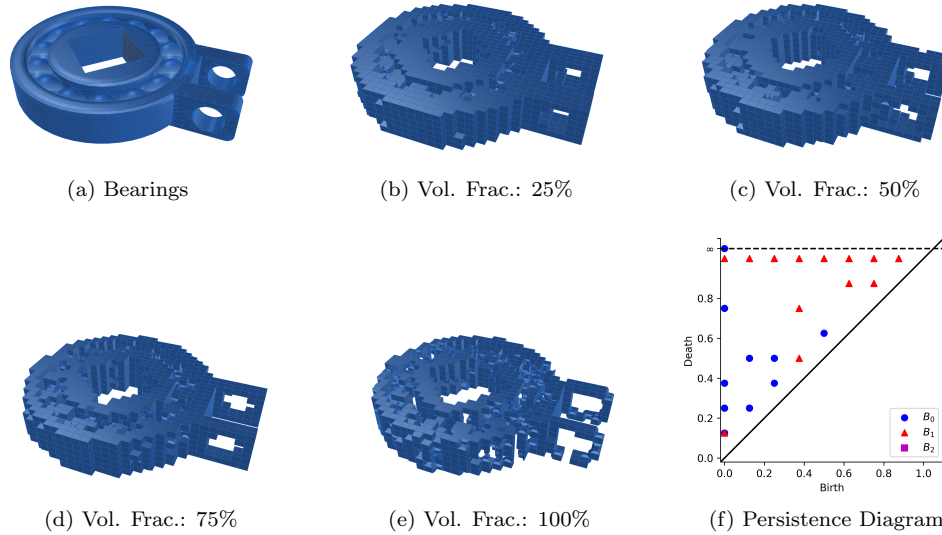 (a) Bearings
(b) Vol. Frac.: 25%
(c) Vol. Frac.: 50%
∞
0.8
0.6
Death
0.4
0.2
0.0
B₀
B₁
B₂
0.0 0.2 0.4 0.6 0.8 1.0
Birth
(d) Vol. Frac.: 75%
(e) Vol. Frac.: 100%
(f) Persistence Diagram